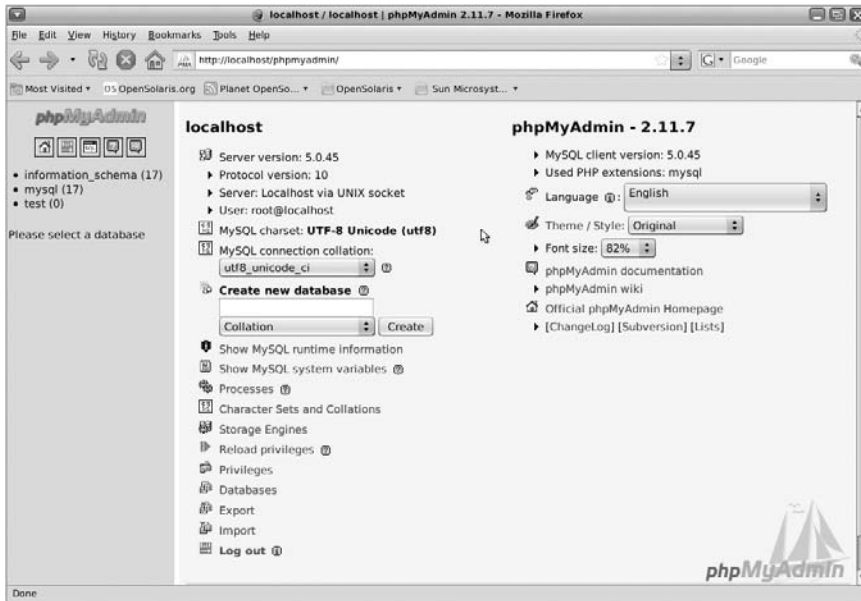 localhost / localhost | phpMyAdmin 2.11.7 - Mozilla Firefox
File Edit View History Bookmarks Tools Help
http://localhost/phpmyadmin/
Google
Most Visited
OpenSolaris.org
Planet OpenSo...
OpenSolaris
Sun Microsyst...
phpMyAdmin
information_schema (17)
mysql (17)
test (0)
Please select a database
localhost
Server version: 5.0.45
Protocol version: 10
Server: Localhost via UNIX socket
User: root@localhost
MySQL charset: UTF-8 Unicode (utf8)
MySQL connection collation:
utf8_unicode_ci
Create new database
Collation
Create
Show MySQL runtime information
Show MySQL system variables
Processes
Character Sets and Collations
Storage Engines
Reload privileges
Privileges
Databases
Export
Import
Log out
phpMyAdmin - 2.11.7
MySQL client version: 5.0.45
Used PHP extensions: mysql
Language : English
Theme / Style: Original
Font size: 82%
phpMyAdmin documentation
phpMyAdmin wiki
Official phpMyAdmin Homepage
[ChangeLog] [Subversion] [Lists]
phpMyAdmin
Done